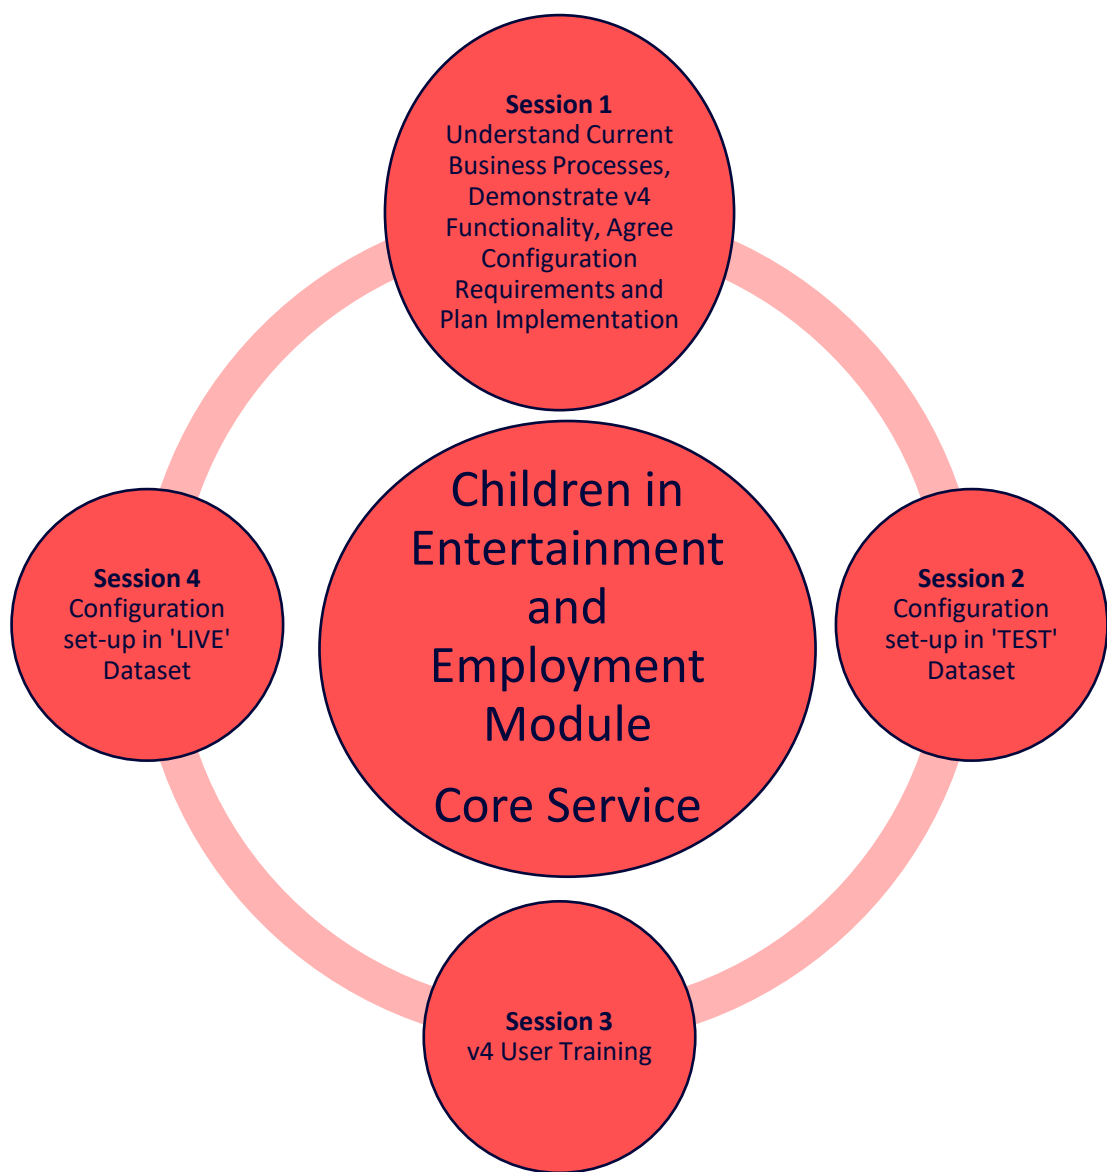 Session 1
Understand Current
Business Processes,
Demonstrate v4
Functionality, Agree
Configuration
Requirements and
Plan Implementation
Children in
Entertainment
and
Employment
Module
Core Service
Session 2
Configuration
set-up in 'TEST'
Dataset
Session 3
v4 User Training
Session 4
Configuration
set-up in 'LIVE'
Dataset